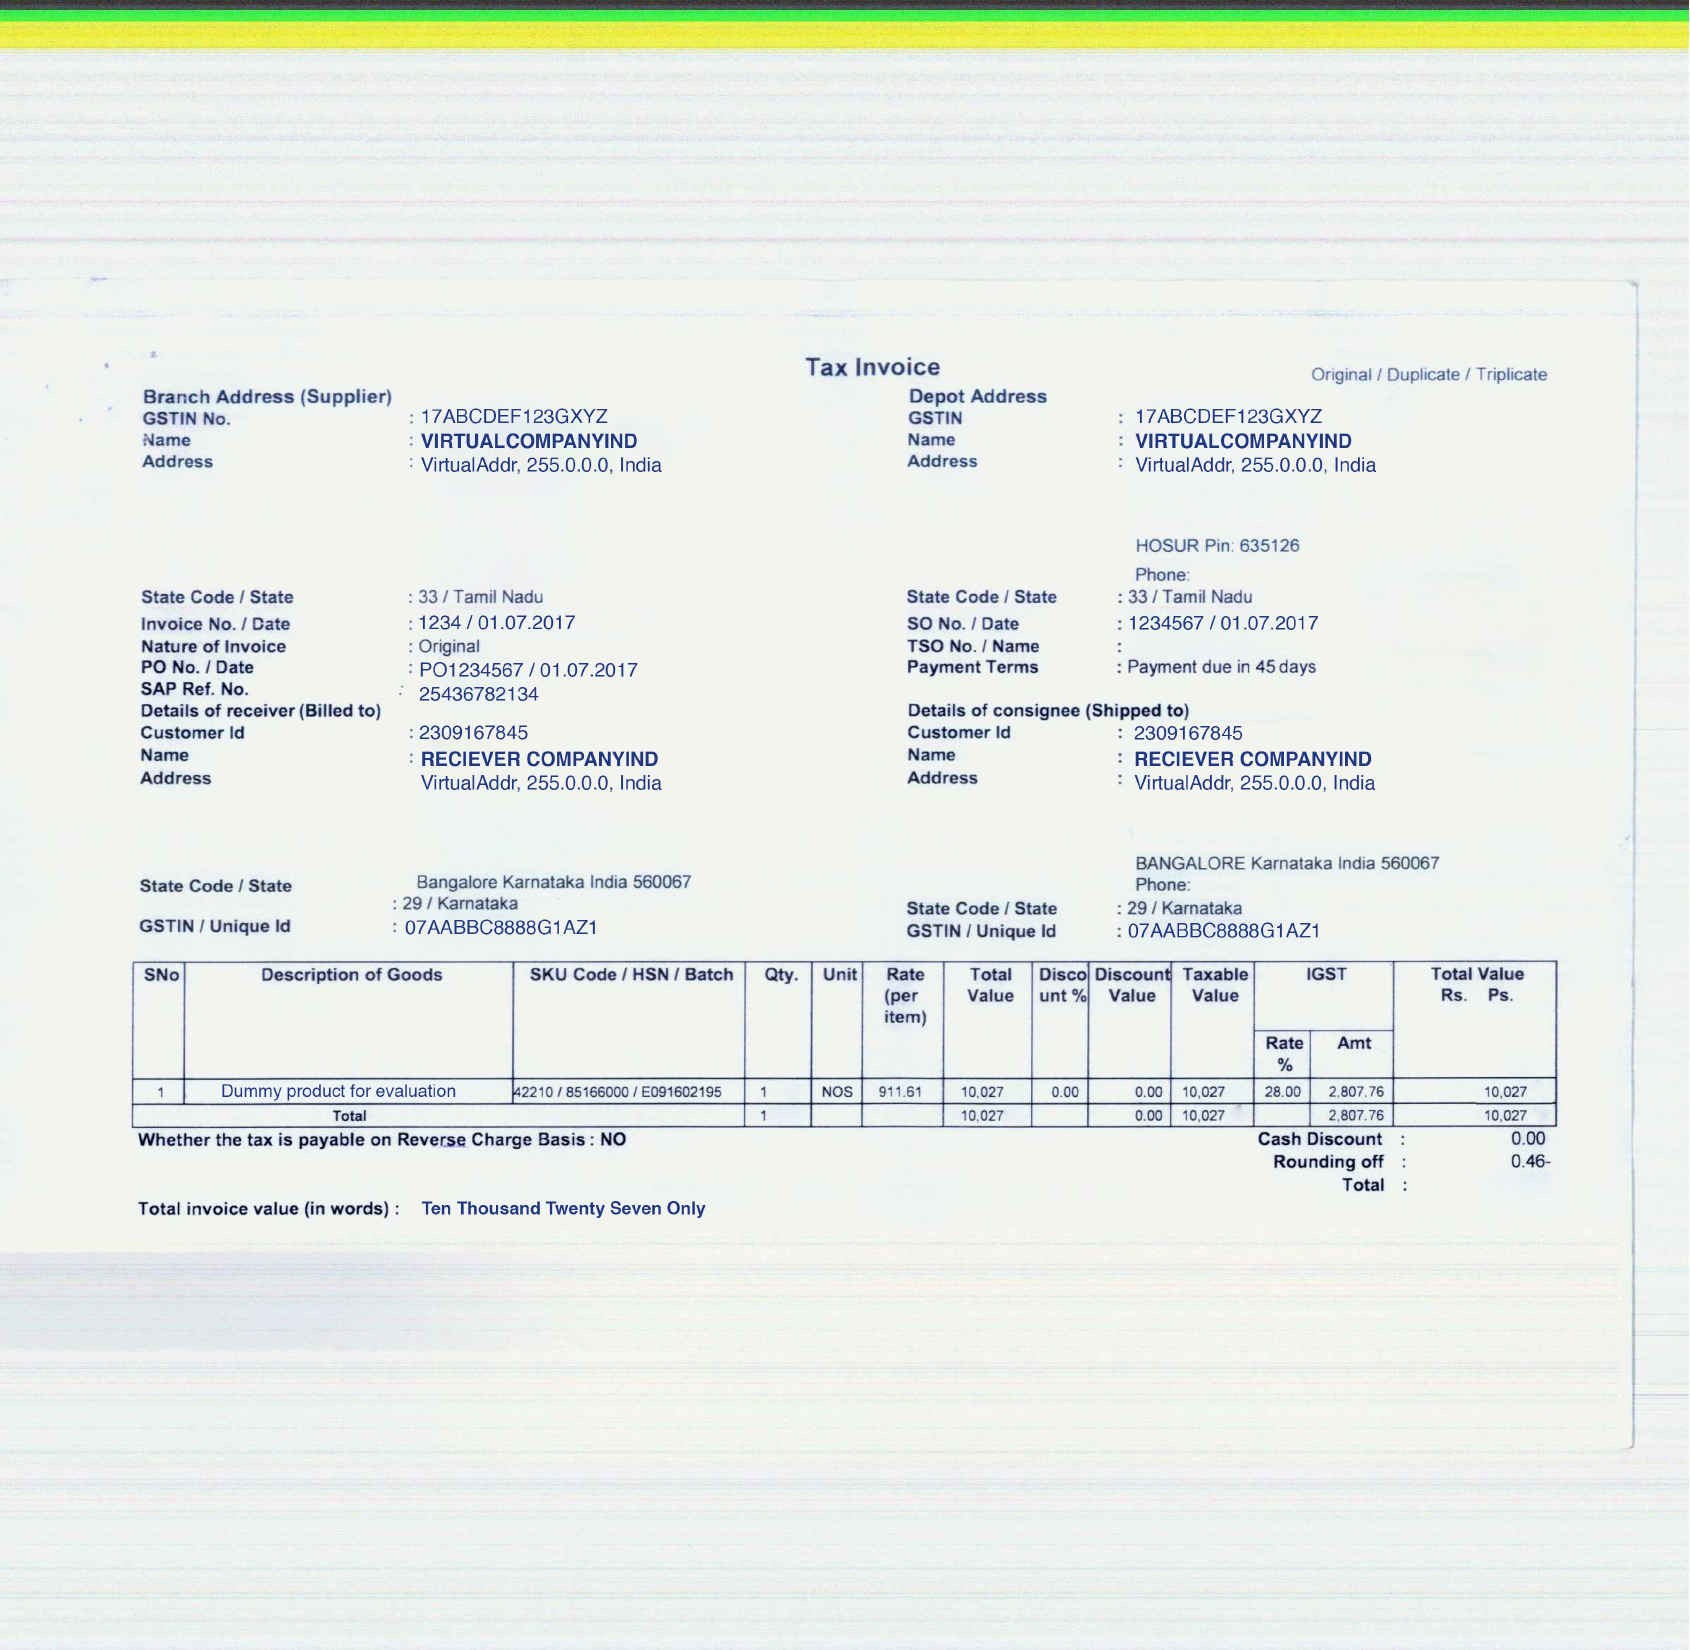 Tax Invoice
Original / Duplicate / Triplicate
Branch Address (Supplier)
GSTIN No. : 17ABCDEF123GXYZ
Name : VIRTUALCOMPANYIND
Address : VirtualAddr, 255.0.0.0, India
Depot Address
GSTIN : 17ABCDEF123GXYZ
Name : VIRTUALCOMPANYIND
Address : VirtualAddr, 255.0.0.0, India
HOSUR Pin: 635126
Phone:
State Code / State : 33 / Tamil Nadu
Invoice No. / Date : 1234 / 01.07.2017
Nature of Invoice : Original
PO No. / Date : PO1234567 / 01.07.2017
SAP Ref. No. : 25436782134
State Code / State : 33 / Tamil Nadu
SO No. / Date : 1234567 / 01.07.2017
TSO No. / Name :
Payment Terms : Payment due in 45 days
Details of receiver (Billed to)
Customer Id : 2309167845
Name : RECIEVER COMPANYIND
Address VirtualAddr, 255.0.0.0, India
Bangalore Karnataka India 560067
State Code / State : 29 / Karnataka
GSTIN / Unique Id : 07AABBC8888G1AZ1
Details of consignee (Shipped to)
Customer Id : 2309167845
Name : RECIEVER COMPANYIND
Address : VirtualAddr, 255.0.0.0, India
BANGALORE Karnataka India 560067
Phone:
State Code / State : 29 / Karnataka
GSTIN / Unique Id : 07AABBC8888G1AZ1
SNo Description of Goods SKU Code / HSN / Batch Qty. Unit Rate (per item) Total Value Disco unt % Discount Value Taxable Value IGST Total Value Rs. Ps.
Rate % Amt
1 Dummy product for evaluation 42210 / 85166000 / E091602195 1 NOS 911.61 10,027 0.00 0.00 10,027 28.00 2,807.76 10,027
Total 1 10,027 0.00 10,027 2,807.76 10,027
Whether the tax is payable on Reverse Charge Basis : NO
Cash Discount : 0.00
Rounding off : 0.46-
Total :
Total invoice value (in words) : Ten Thousand Twenty Seven Only